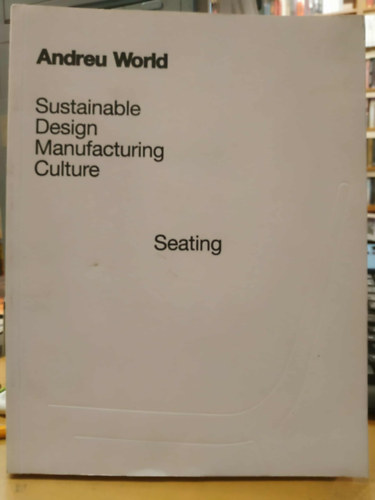 Andreu World
Sustainable
Design
Manufacturing
Culture
Seating